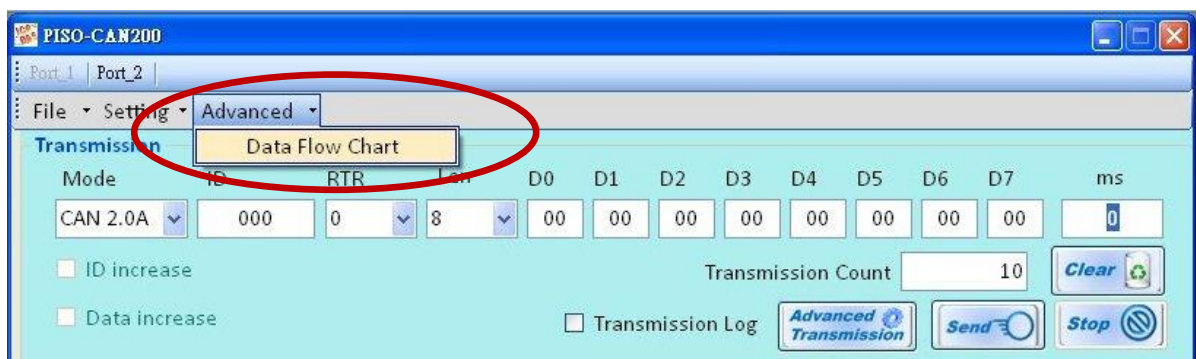 PISO-CAN200
Port_1 Port_2
File Setting Advanced
Data Flow Chart
Transmission
Mode ID RTR Len D0 D1 D2 D3 D4 D5 D6 D7 ms
CAN 2.0A 000 0 8 00 00 00 00 00 00 00 00 0
ID increase Transmission Count 10 Clear
Data increase Transmission Log Advanced Transmission Send Stop